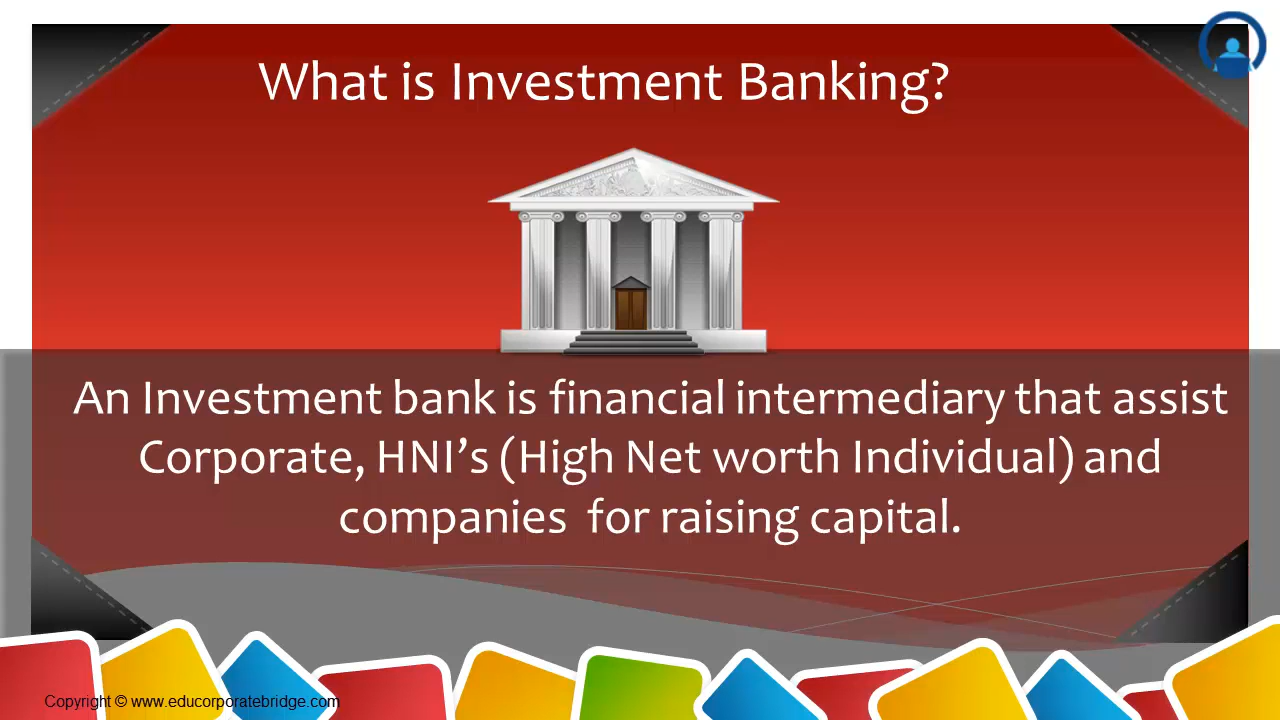 What is Investment Banking?
An Investment bank is financial intermediary that assist
Corporate, HNI’s (High Net worth Individual) and
companies for raising capital.
Copyright © www.educorporatebridge.com